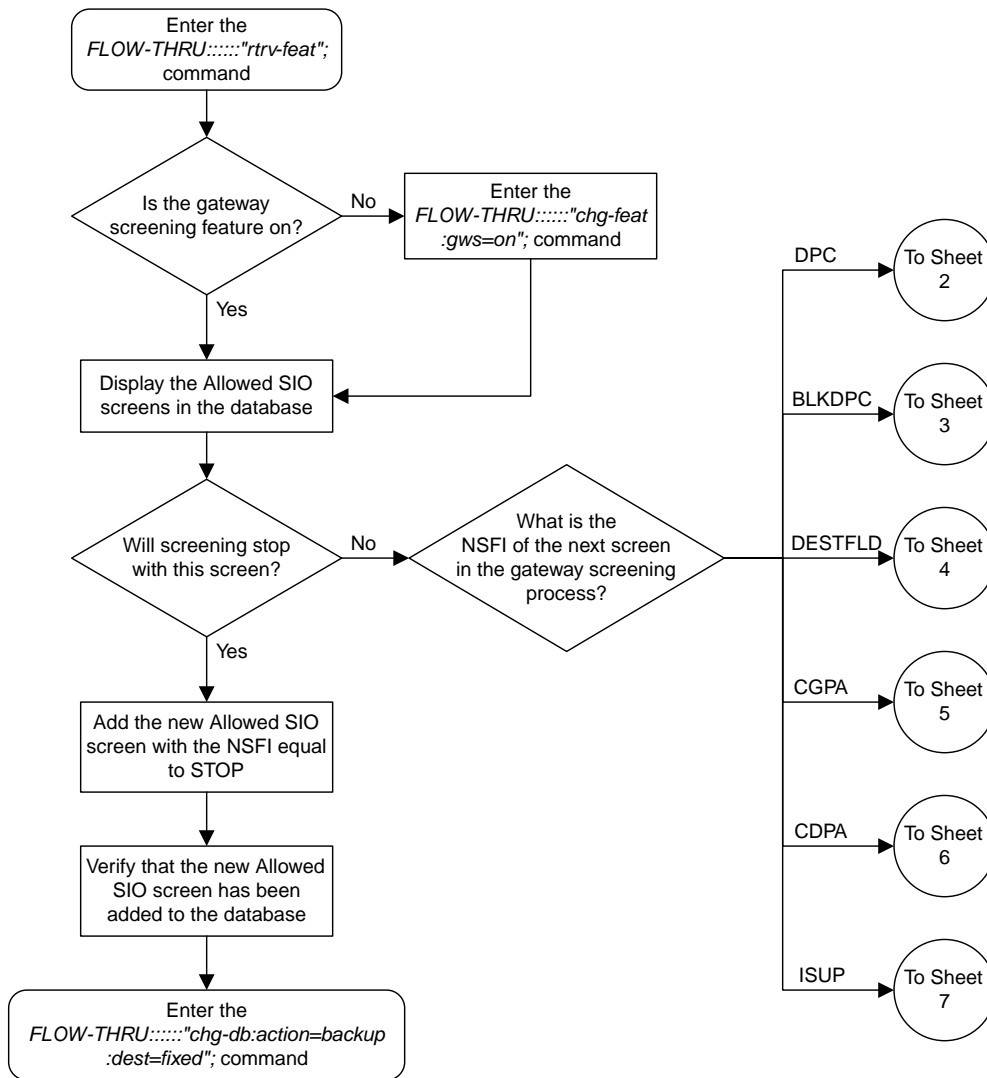 Enter the
FLOW-THRU::::::"rtrv-feat";
command
Is the gateway
screening feature on?
No
Enter the
FLOW-THRU::::::"chg-feat
:gws=on"; command
Yes
Display the Allowed SIO
screens in the database
Will screening stop
with this screen?
No
What is the
NSFI of the next screen
in the gateway screening
process?
Yes
Add the new Allowed SIO
screen with the NSFI equal
to STOP
Verify that the new Allowed
SIO screen has been
added to the database
Enter the
FLOW-THRU::::::"chg-db:action=backup
:dest=fixed"; command
DPC
To Sheet
2
BLKDPC
To Sheet
3
DESTFLD
To Sheet
4
CGPA
To Sheet
5
CDPA
To Sheet
6
ISUP
To Sheet
7